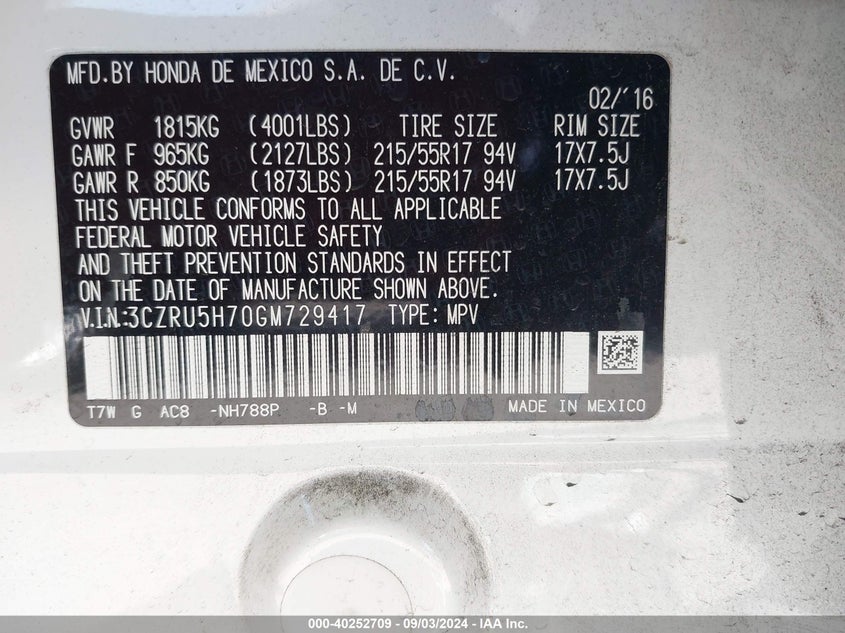 MFD.BY HONDA DE MEXICO S.A. DE C.V.
02/'16
GVWR 1815KG (4001LBS) TIRE SIZE RIM SIZE
GAWR F 965KG (2127LBS) 215/55R17 94V 17X7.5J
GAWR R 850KG (1873LBS) 215/55R17 94V 17X7.5J
THIS VEHICLE CONFORMS TO ALL APPLICABLE
FEDERAL MOTOR VEHICLE SAFETY
AND THEFT PREVENTION STANDARDS IN EFFECT
ON THE DATE OF MANUFACTURE SHOWN ABOVE.
V.I.N:3CZRU5H70GM729417 TYPE: MPV
T7W G AC8 -NH788P -B -M MADE IN MEXICO
000-40252709 - 09/03/2024 - IAA, Inc.